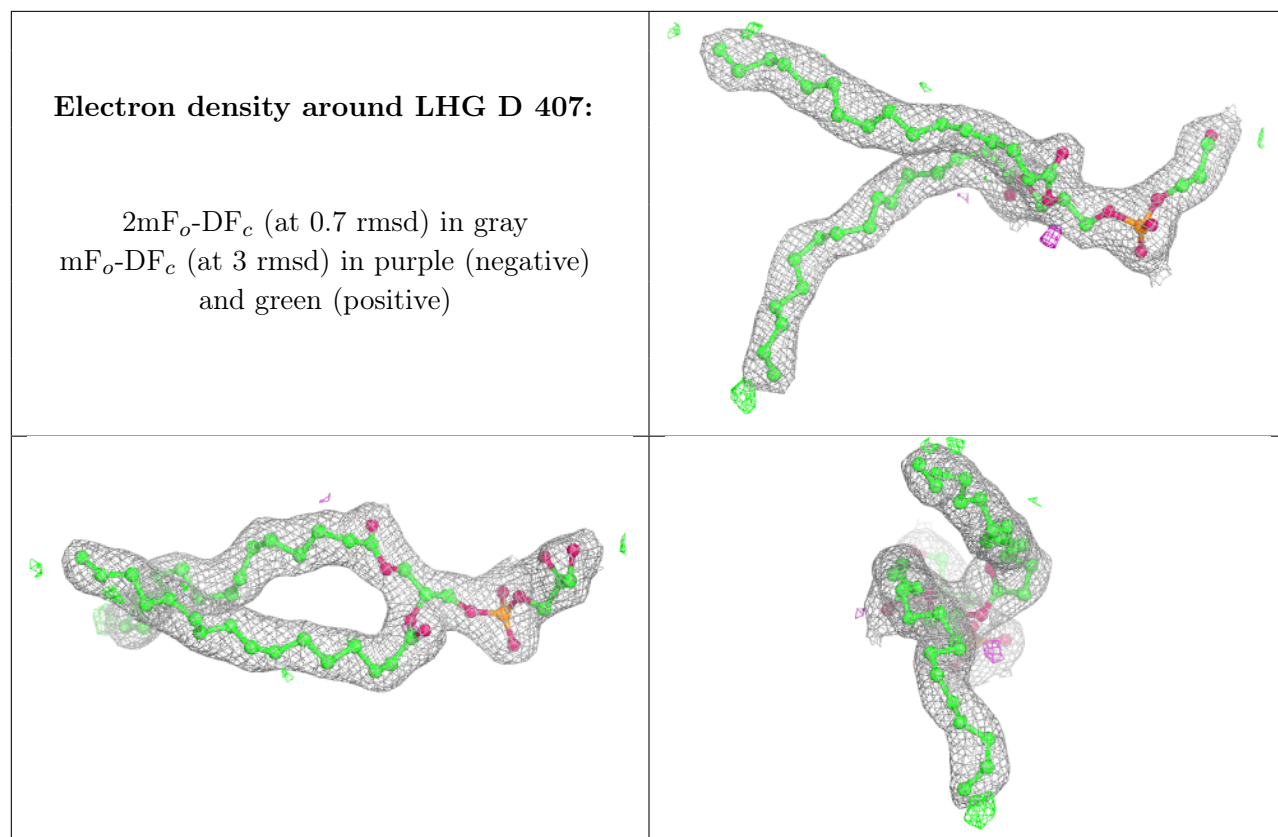 Electron density around LHG D 407:
2mFo-DFc (at 0.7 rmsd) in gray
mFo-DFc (at 3 rmsd) in purple (negative)
and green (positive)